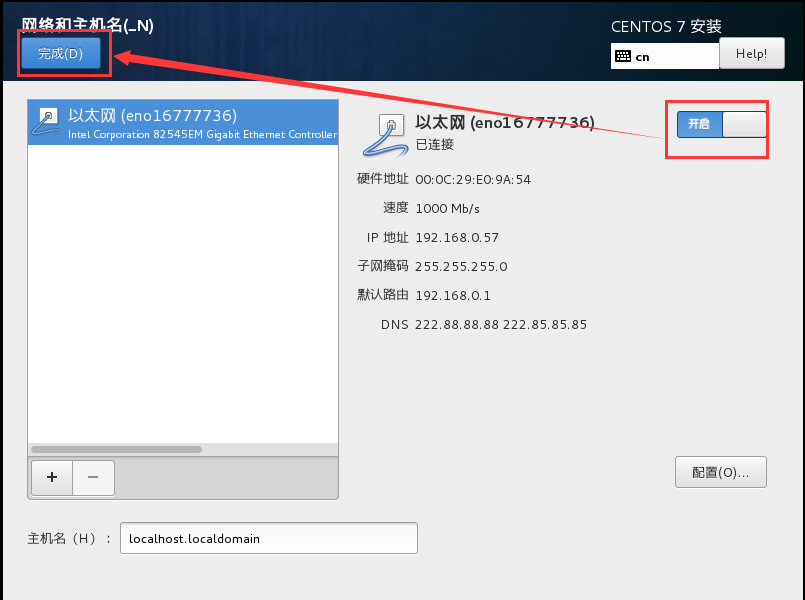 网络和主机名(_N)
CENTOS 7 安装
完成(D)
cn
Help!
以太网 (eno16777736)
Intel Corporation 82545EM Gigabit Ethernet Controller
以太网 (eno16777736)
已连接
开启
硬件地址 00:0C:29:E0:9A:54
速度 1000 Mb/s
IP 地址 192.168.0.57
子网掩码 255.255.255.0
默认路由 192.168.0.1
DNS 222.88.88.88 222.85.85.85
+ −
配置(O)...
主机名（H）： localhost.localdomain